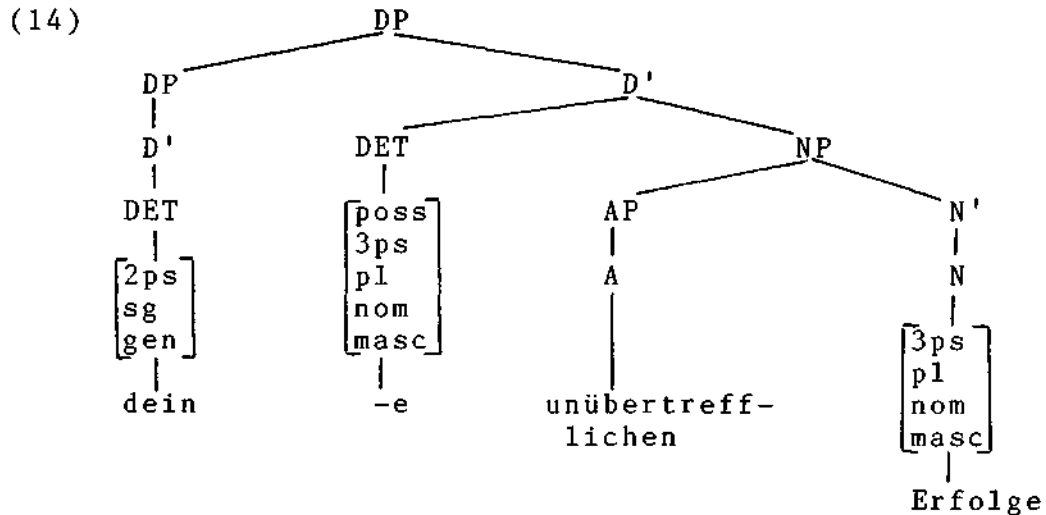 (14) DP
DP D'
D' DET NP
DET [poss AP N'
[2ps 3ps A N
sg pl
gen] nom [3ps
masc] pl
dein -e unübertreff- nom
lichen masc]
Erfolge